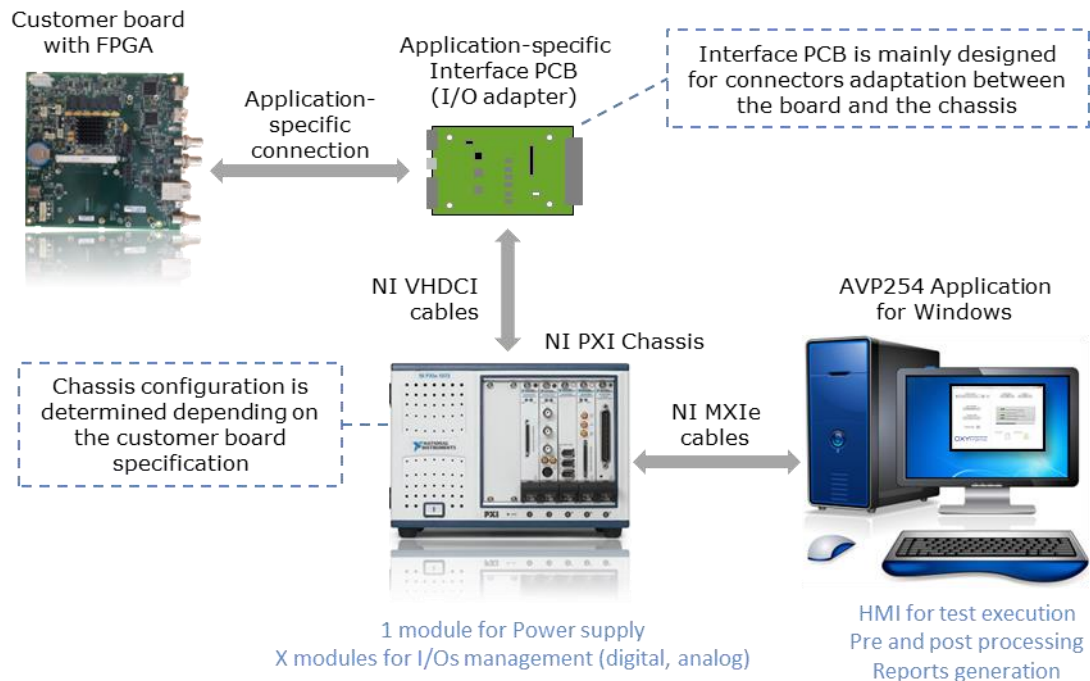 Customer board
with FPGA
Application-
specific
connection
Application-specific
Interface PCB
(I/O adapter)
Interface PCB is mainly designed
for connectors adaptation between
the board and the chassis
NI VHDCI
cables
NI PXI Chassis
Chassis configuration is
determined depending on
the customer board
specification
NATIONAL
INSTRUMENTS
PXI
NI MXIe
cables
AVP254 Application
for Windows
1 module for Power supply
X modules for I/Os management (digital, analog)
HMI for test execution
Pre and post processing
Reports generation